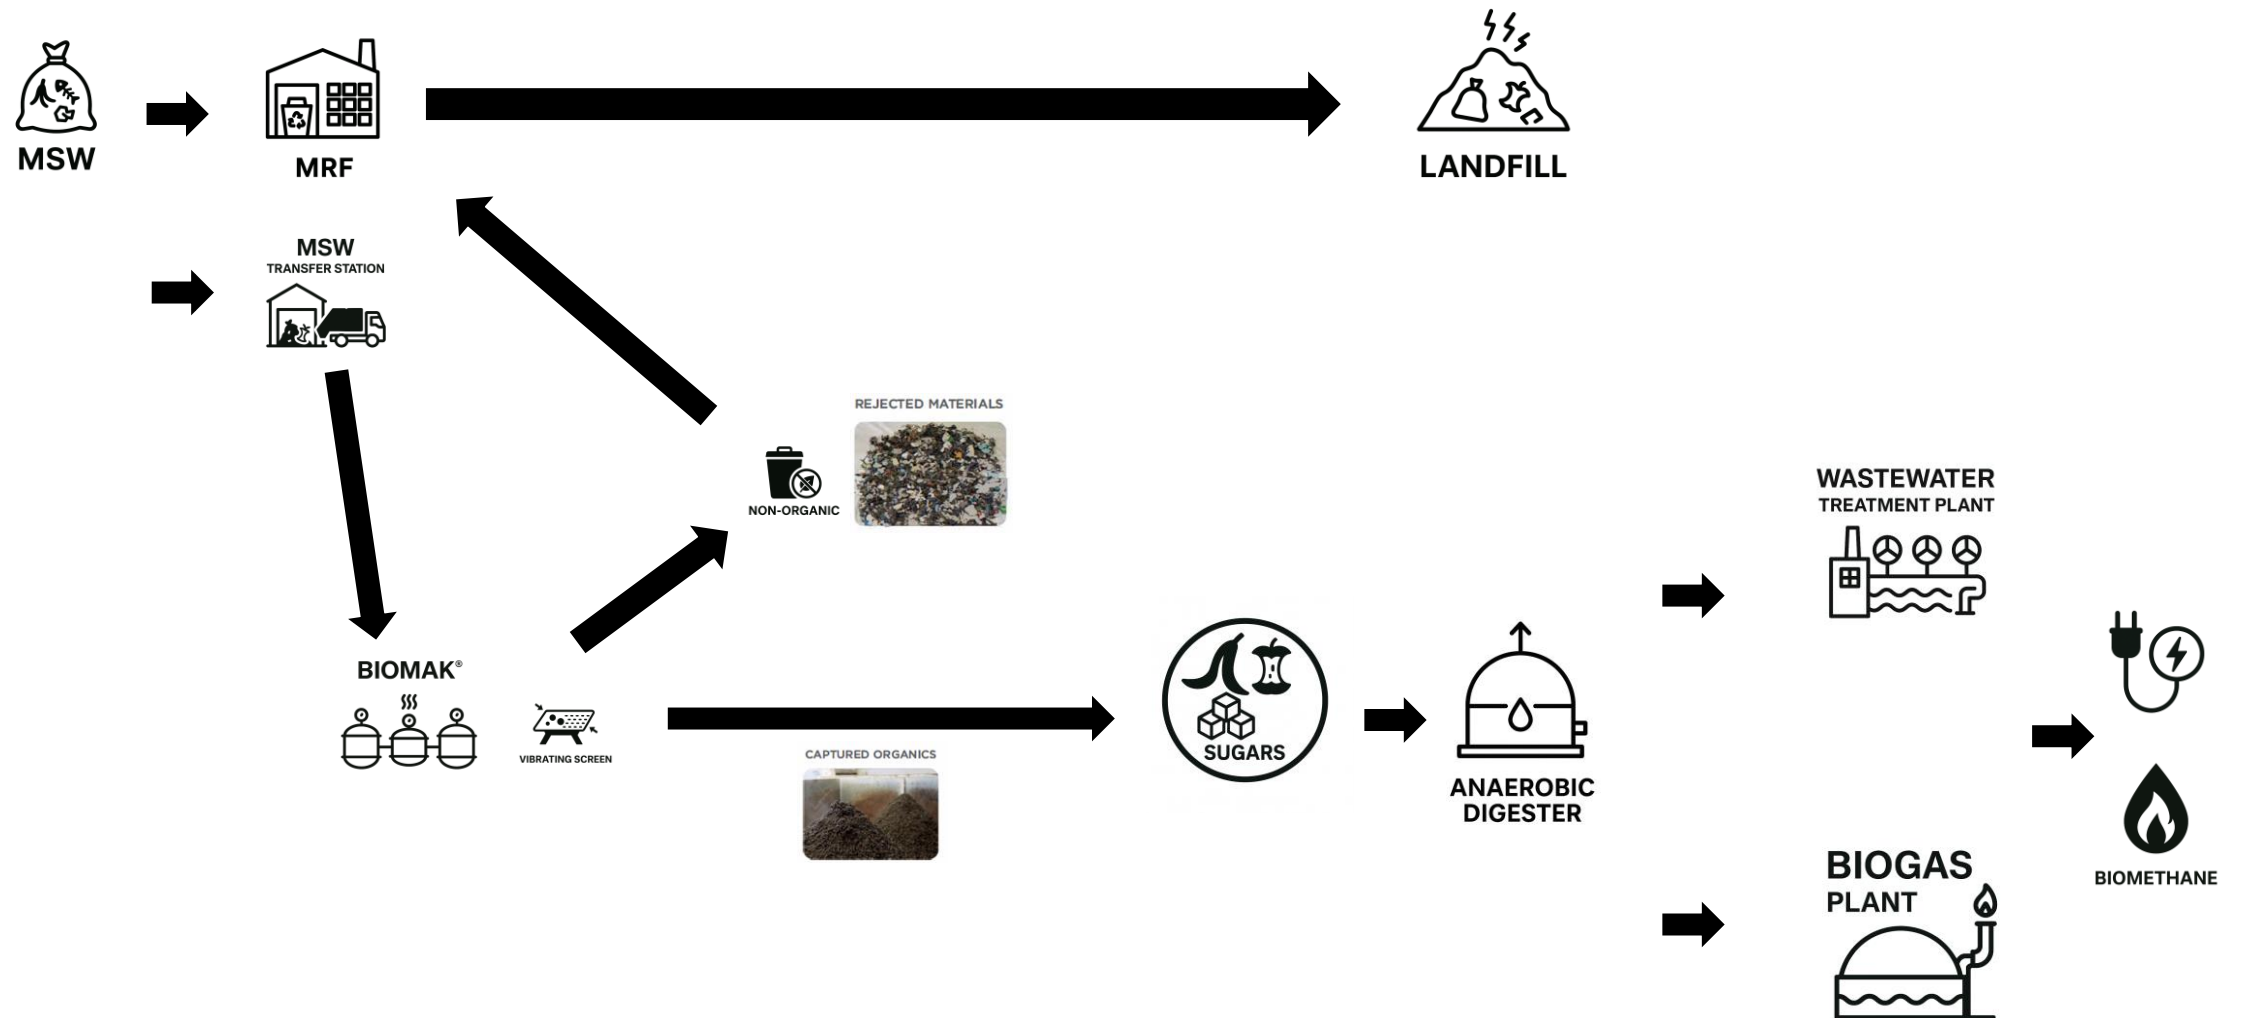 MSW
MRF
LANDFILL
MSW
TRANSFER STATION
REJECTED MATERIALS
NON-ORGANIC
WASTEWATER
TREATMENT PLANT
BIOMAK®
VIBRATING SCREEN
CAPTURED ORGANICS
SUGARS
ANAEROBIC
DIGESTER
BIOGAS
PLANT
BIOMETHANE